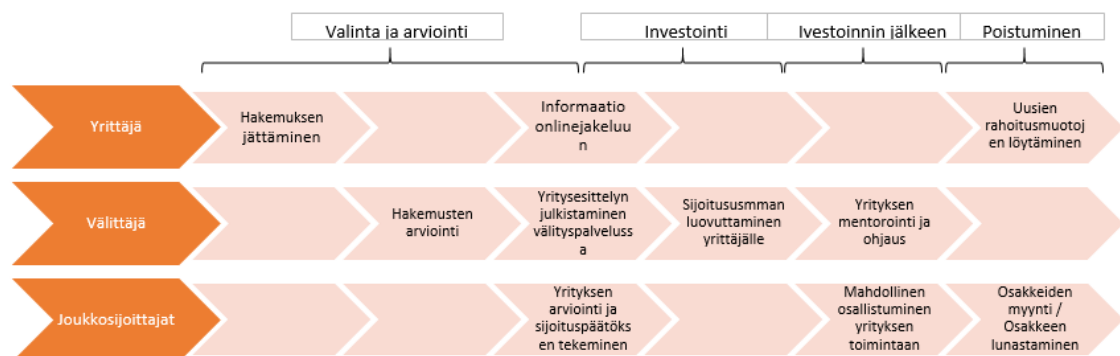 Valinta ja arviointi
Investointi
Ivestoinnin jälkeen
Poistuminen
Yrittäjä
Hakemuksen
jättäminen
Informaatio
onlinejakeluu
n
Uusien
rahoitusmuotoj
en löytäminen
Välittäjä
Hakemusten
arviointi
Yritysesittelyn
julkistaminen
välityspalvelussa
a
Sijoitususmman
luovuttaminen
yrittäjälle
Yrityksen
mentorointi ja
ohjaus
Joukkosijoittajat
Yrityksen
arviointi ja
sijoituspäätöks
en tekeminen
Mahdollinen
osallistuminen
yrityksen
toimintaan
Osakkeiden
myynti /
Osakkeen
lunastaminen